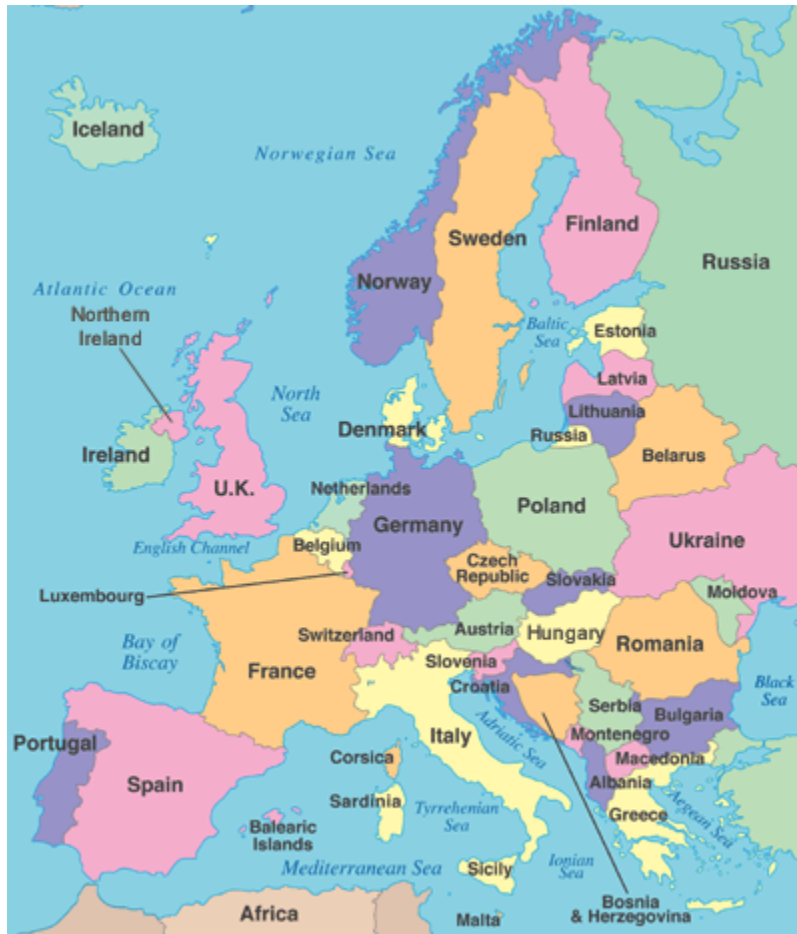 Iceland
Norwegian Sea
Finland
Sweden
Russia
Norway
Atlantic Ocean
Northern
Ireland
Baltic
Sea
Estonia
North
Sea
Latvia
Lithuania
Denmark
Russia
Ireland
Belarus
U.K.
Netherlands
Poland
Germany
Ukraine
English Channel
Belgium
Czech
Republic
Slovakia
Luxembourg
Moldova
Switzerland
Austria
Hungary
Bay of
Biscay
Romania
France
Slovenia
Croatia
Black
Sea
Serbia
Bulgaria
Portugal
Italy
Adriatic Sea
Montenegro
Corsica
Macedonia
Spain
Albania
Sardinia
Tyrrehenian
Sea
Greece
Aegean Sea
Balearic
Islands
Mediterranean Sea
Sicily
Ionian
Sea
Bosnia
& Herzegovina
Africa
Malta